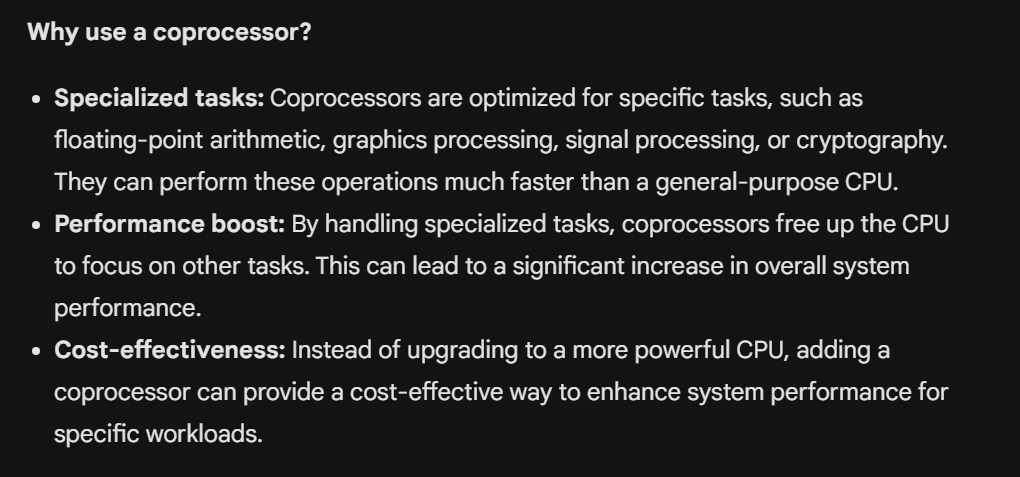 Why use a coprocessor?
• Specialized tasks: Coprocessors are optimized for specific tasks, such as
floating-point arithmetic, graphics processing, signal processing, or cryptography.
They can perform these operations much faster than a general-purpose CPU.
• Performance boost: By handling specialized tasks, coprocessors free up the CPU
to focus on other tasks. This can lead to a significant increase in overall system
performance.
• Cost-effectiveness: Instead of upgrading to a more powerful CPU, adding a
coprocessor can provide a cost-effective way to enhance system performance for
specific workloads.